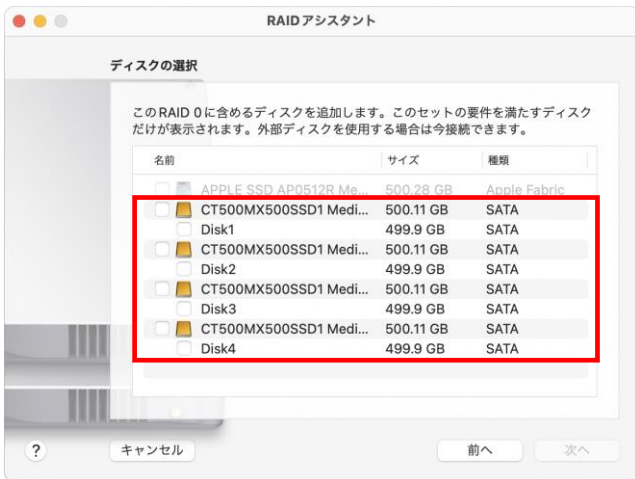 RAIDアシスタント
ディスクの選択
このRAID 0に含めるディスクを追加します。このセットの要件を満たすディスク
だけが表示されます。外部ディスクを使用する場合は今接続できます。
名前 サイズ 種類
APPLE SSD AP0512R Me... 500.28 GB Apple Fabric
CT500MX500SSD1 Medi... 500.11 GB SATA
Disk1 499.9 GB SATA
CT500MX500SSD1 Medi... 500.11 GB SATA
Disk2 499.9 GB SATA
CT500MX500SSD1 Medi... 500.11 GB SATA
Disk3 499.9 GB SATA
CT500MX500SSD1 Medi... 500.11 GB SATA
Disk4 499.9 GB SATA
? キャンセル 前へ 次へ